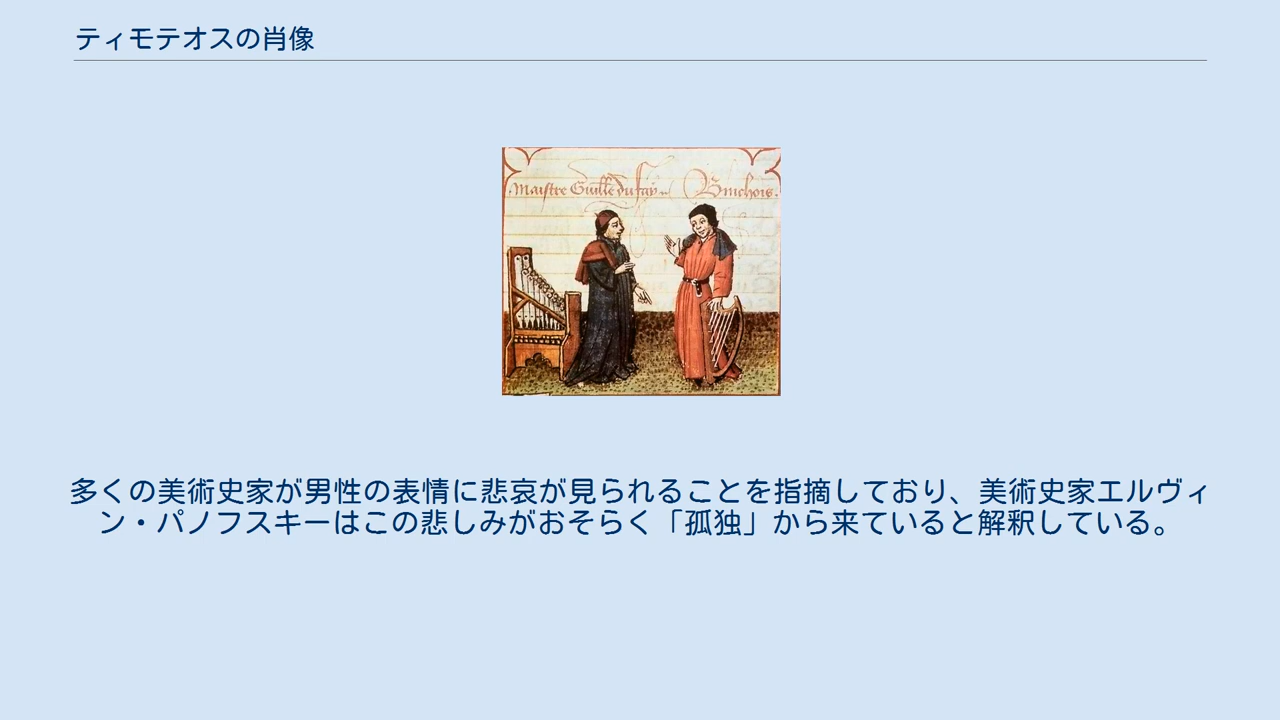 ティモテオスの肖像
Maistre Guille du fay Binchois.
多くの美術史家が男性の表情に悲哀が見られることを指摘しており、美術史家エルヴィ
ン・パノフスキーはこの悲しみがおそらく「孤独」から来ていると解釈している。